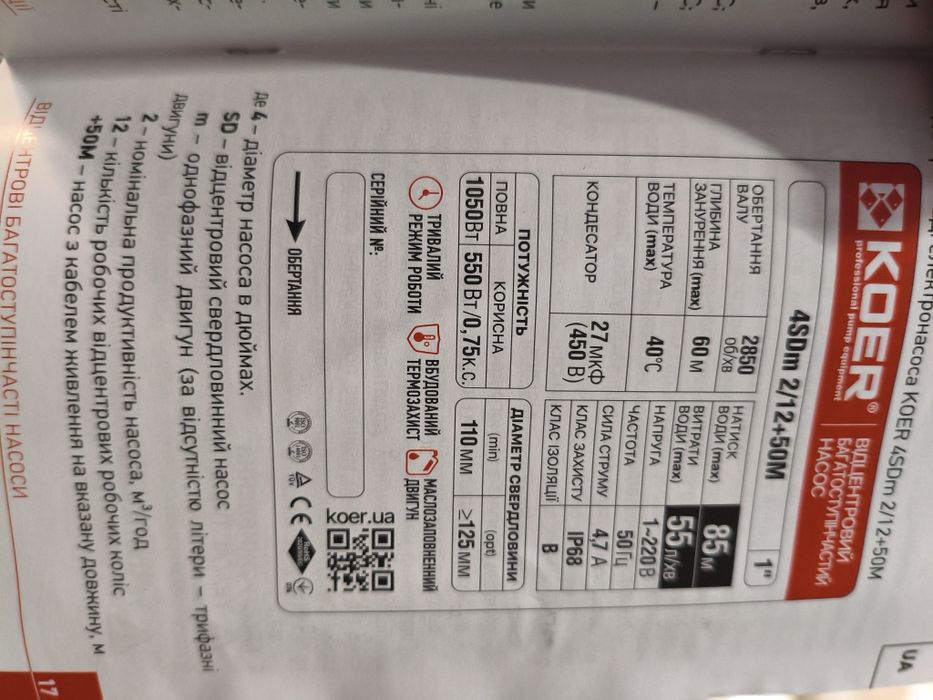 UA
електронасоса KOER 4SDm 2/12+50M
KOER®
professional pump equipment
ВІДЦЕНТРОВИЙ
БАГАТОСТУПІНЧАСТИЙ
НАСОС
4SDm 2/12+50M
1"
ОБЕРТАННЯ
ВАЛУ
2850
об/хв
ГЛИБИНА
ЗАНУРЕННЯ (max)
60 М
ТЕМПЕРАТУРА
ВОДИ (max)
40°C
КОНДЕСАТОР
27 МКФ
(450 В)
НАТИСК
ВОДИ (max)
85 М
ВИТРАТИ
ВОДИ (max)
55 л/хв
НАПРУГА
1~220 В
ЧАСТОТА
50 Гц
СИЛА СТРУМУ
4,7 А
КЛАС ЗАХИСТУ
IP68
КЛАС ІЗОЛЯЦІЇ
B
ПОТУЖНІСТЬ
ПОВНА
КОРИСНА
1050Вт
550Вт/0,75к.с.
ДІАМЕТР СВЕРДЛОВИНИ
(min)
(opt)
110 ММ
≥125 ММ
ТРИВАЛИЙ
РЕЖИМ РОБОТИ
ВБУДОВАНИЙ
ТЕРМОЗАХИСТ
МАСЛОЗАПОВНЕННИЙ
ДВИГУН
СЕРІЙНИЙ №:
koer.ua
ОБЕРТАННЯ
CE
RoHS
де 4 – діаметр насоса в дюймах.
SD – відцентровий свердловинний насос
m – однофазний двигун (за відсутністю літери – трифазні
двигуни)
2 – номінальна продуктивність насоса, м³/год
12 – кількість робочих відцентрових робочих коліс
+50М – насос з кабелем живлення на вказану довжину, м
ВІДЦЕНТРОВІ БАГАТОСТУПІНЧАСТІ НАСОСИ
17